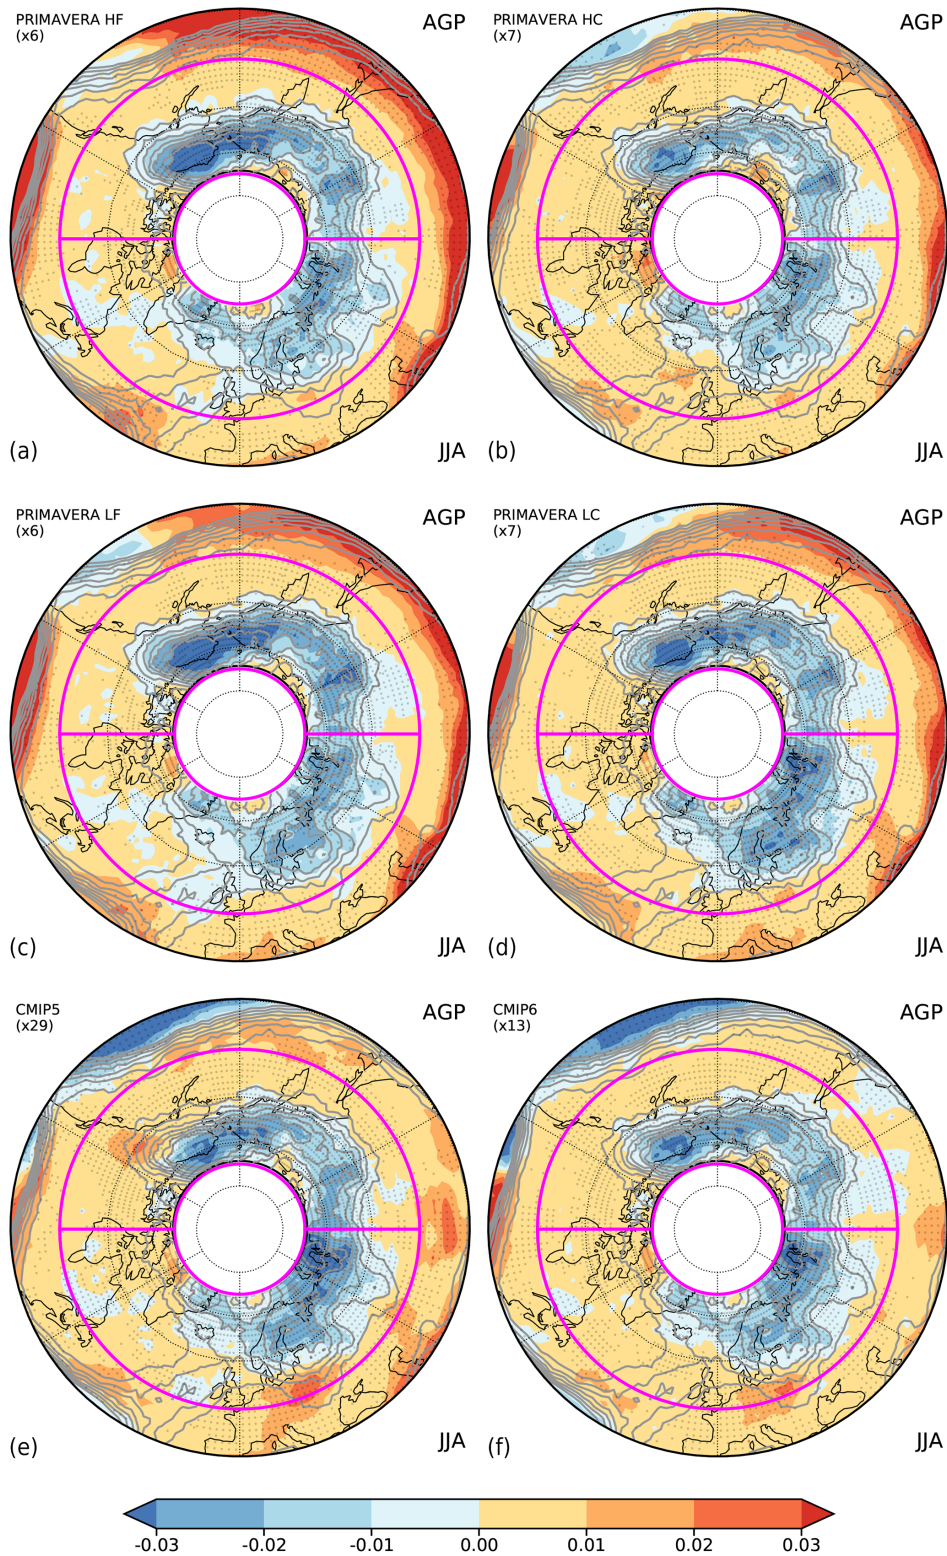 PRIMAVERA HF
(x6)
AGP
(a)
JJA
PRIMAVERA HC
(x7)
AGP
(b)
JJA
PRIMAVERA LF
(x6)
AGP
(c)
JJA
PRIMAVERA LC
(x7)
AGP
(d)
JJA
CMIP5
(x29)
AGP
(e)
JJA
CMIP6
(x13)
AGP
(f)
JJA
-0.03 -0.02 -0.01 0.00 0.01 0.02 0.03